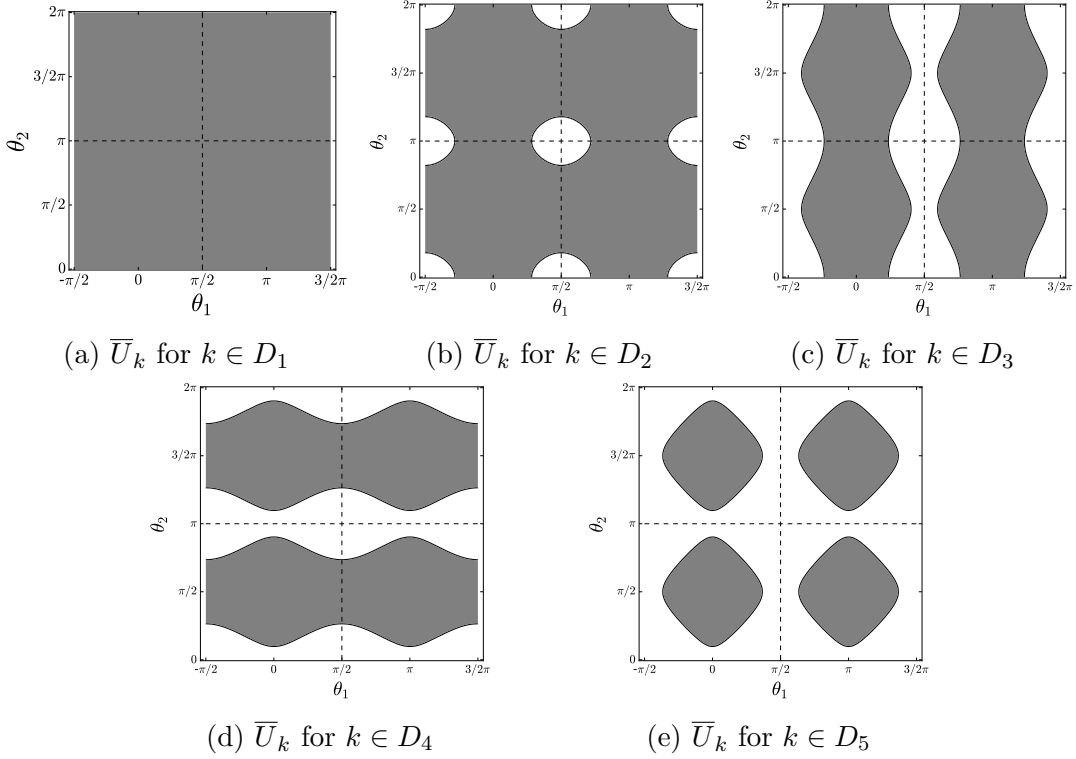 2π
3/2π
θ2
π
π/2
0
-π/2 0 π/2 π 3/2π
θ1
(a) U̅k for k ∈ D1
2π
3/2π
θ2
π
π/2
0
-π/2 0 π/2 π 3/2π
θ1
(b) U̅k for k ∈ D2
2π
3/2π
θ2
π
π/2
0
-π/2 0 π/2 π 3/2π
θ1
(c) U̅k for k ∈ D3
2π
3/2π
θ2
π
π/2
0
-π/2 0 π/2 π 3/2π
θ1
(d) U̅k for k ∈ D4
2π
3/2π
θ2
π
π/2
0
-π/2 0 π/2 π 3/2π
θ1
(e) U̅k for k ∈ D5